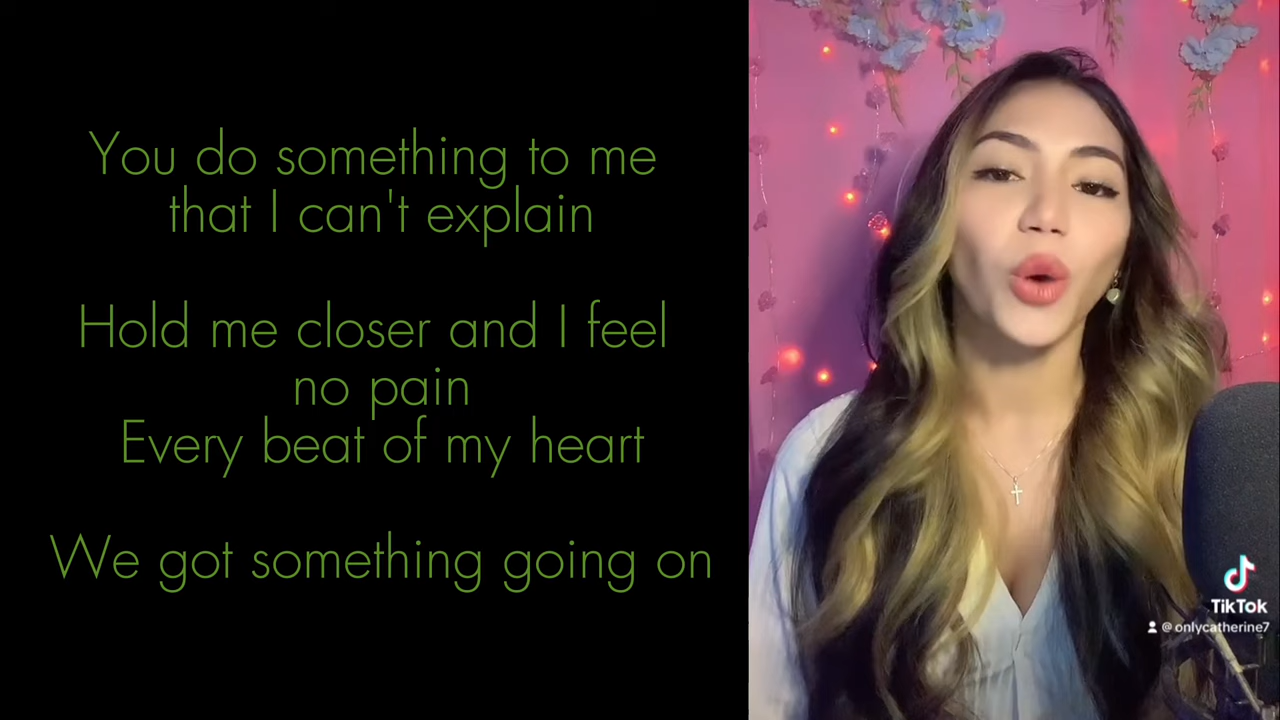 You do something to me
that I can't explain
Hold me closer and I feel
no pain
Every beat of my heart
We got something going on
TikTok
@onlycatherine7